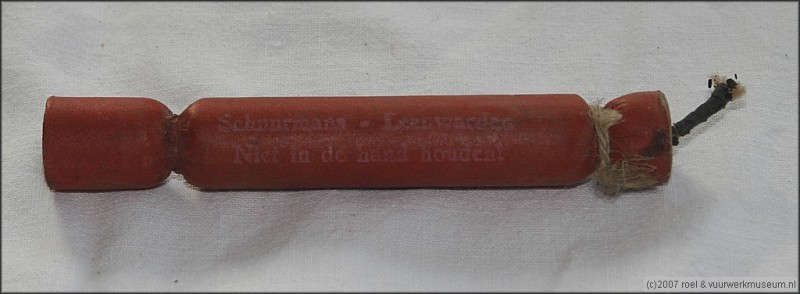 Schuurmans - Leeuwarden
Niet in de hand houden!
(c)2007 roel & vuurwerkmuseum.nl